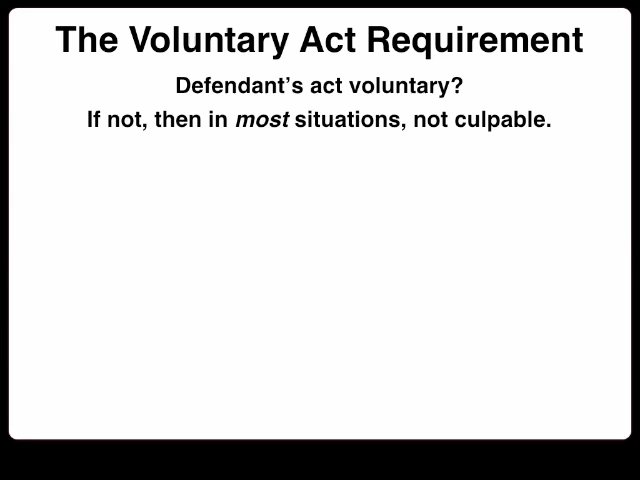 The Voluntary Act Requirement
Defendant’s act voluntary?
If not, then in most situations, not culpable.